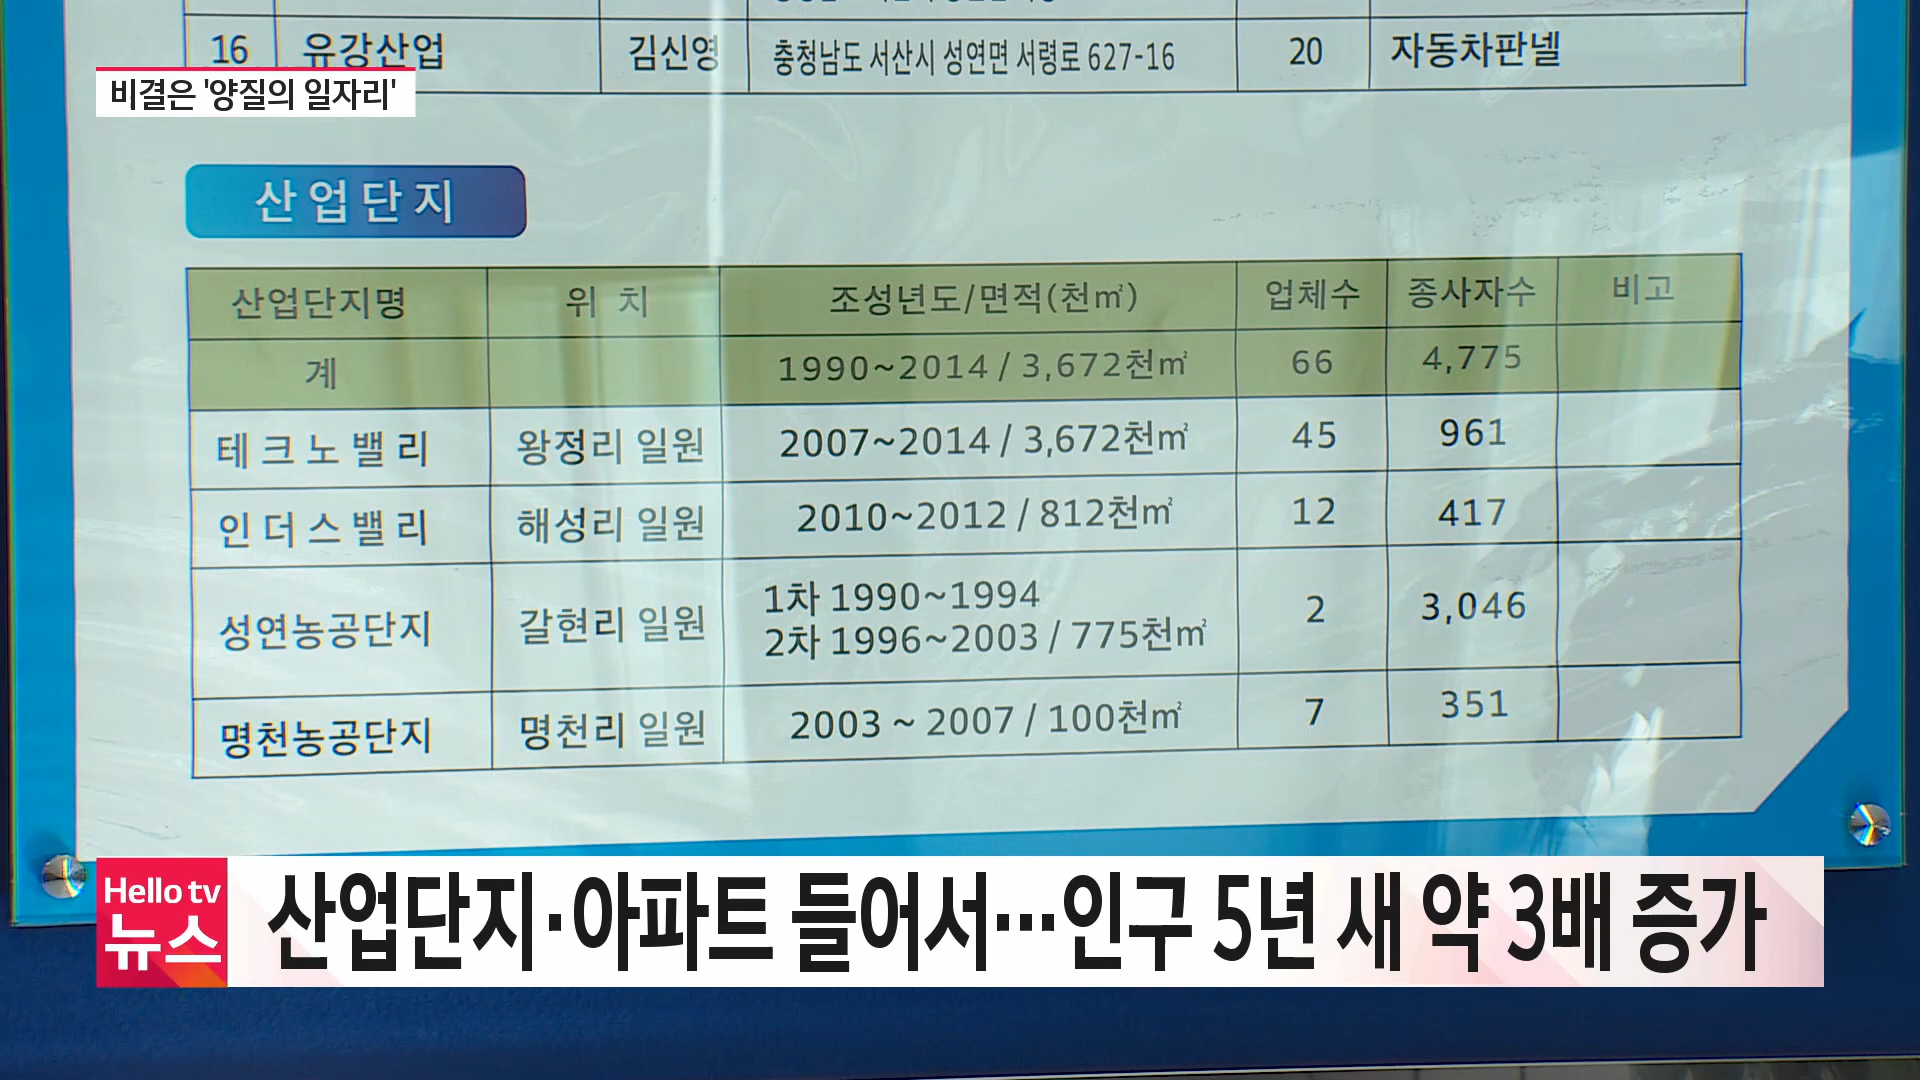 16 유강산업 김신영 충청남도 서산시 성연면 서령로 627-16 20 자동차판넬
비결은 '양질의 일자리'
산업단지
산업단지명 위 치 조성년도/면적(천㎡) 업체수 종사자수 비고
계 1990~2014 / 3,672천㎡ 66 4,775
테크노밸리 왕정리 일원 2007~2014 / 3,672천㎡ 45 961
인더스밸리 해성리 일원 2010~2012 / 812천㎡ 12 417
성연농공단지 갈현리 일원 1차 1990~1994 2 3,046
2차 1996~2003 / 775천㎡
명천농공단지 명천리 일원 2003 ~ 2007 / 100천㎡ 7 351
Hello tv
뉴스
산업단지·아파트 들어서…인구 5년 새 약 3배 증가